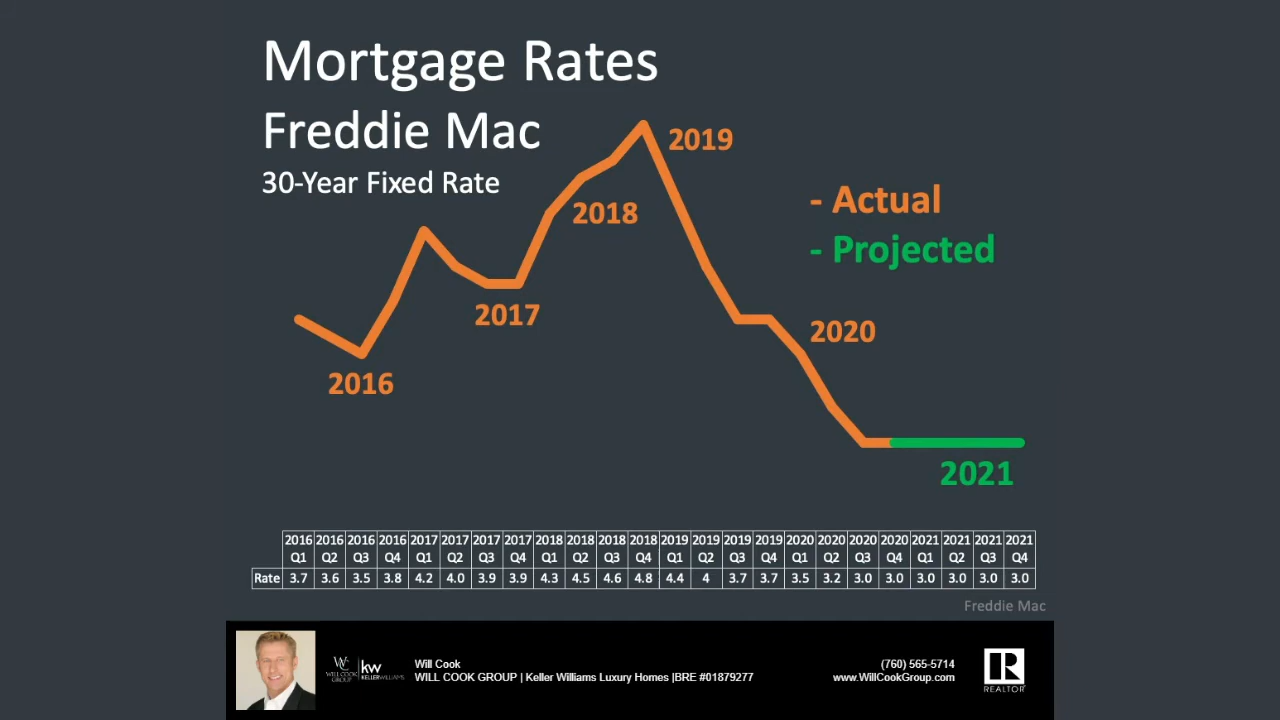 Mortgage Rates
Freddie Mac
30-Year Fixed Rate
2019
- Actual
2018
- Projected
2017
2020
2016
2021
2016 2016 2016 2016 2017 2017 2017 2017 2018 2018 2018 2018 2019 2019 2019 2019 2020 2020 2020 2020 2021 2021 2021 2021
Q1 Q2 Q3 Q4 Q1 Q2 Q3 Q4 Q1 Q2 Q3 Q4 Q1 Q2 Q3 Q4 Q1 Q2 Q3 Q4 Q1 Q2 Q3 Q4
Rate 3.7 3.6 3.5 3.8 4.2 4.0 3.9 3.9 4.3 4.5 4.6 4.8 4.4 4 3.7 3.7 3.5 3.2 3.0 3.0 3.0 3.0 3.0 3.0
Freddie Mac
WILL COOK
GROUP
kw
KELLERWILLIAMS
Will Cook
WILL COOK GROUP | Keller Williams Luxury Homes |BRE #01879277
(760) 565-5714
www.WillCookGroup.com
R
REALTOR